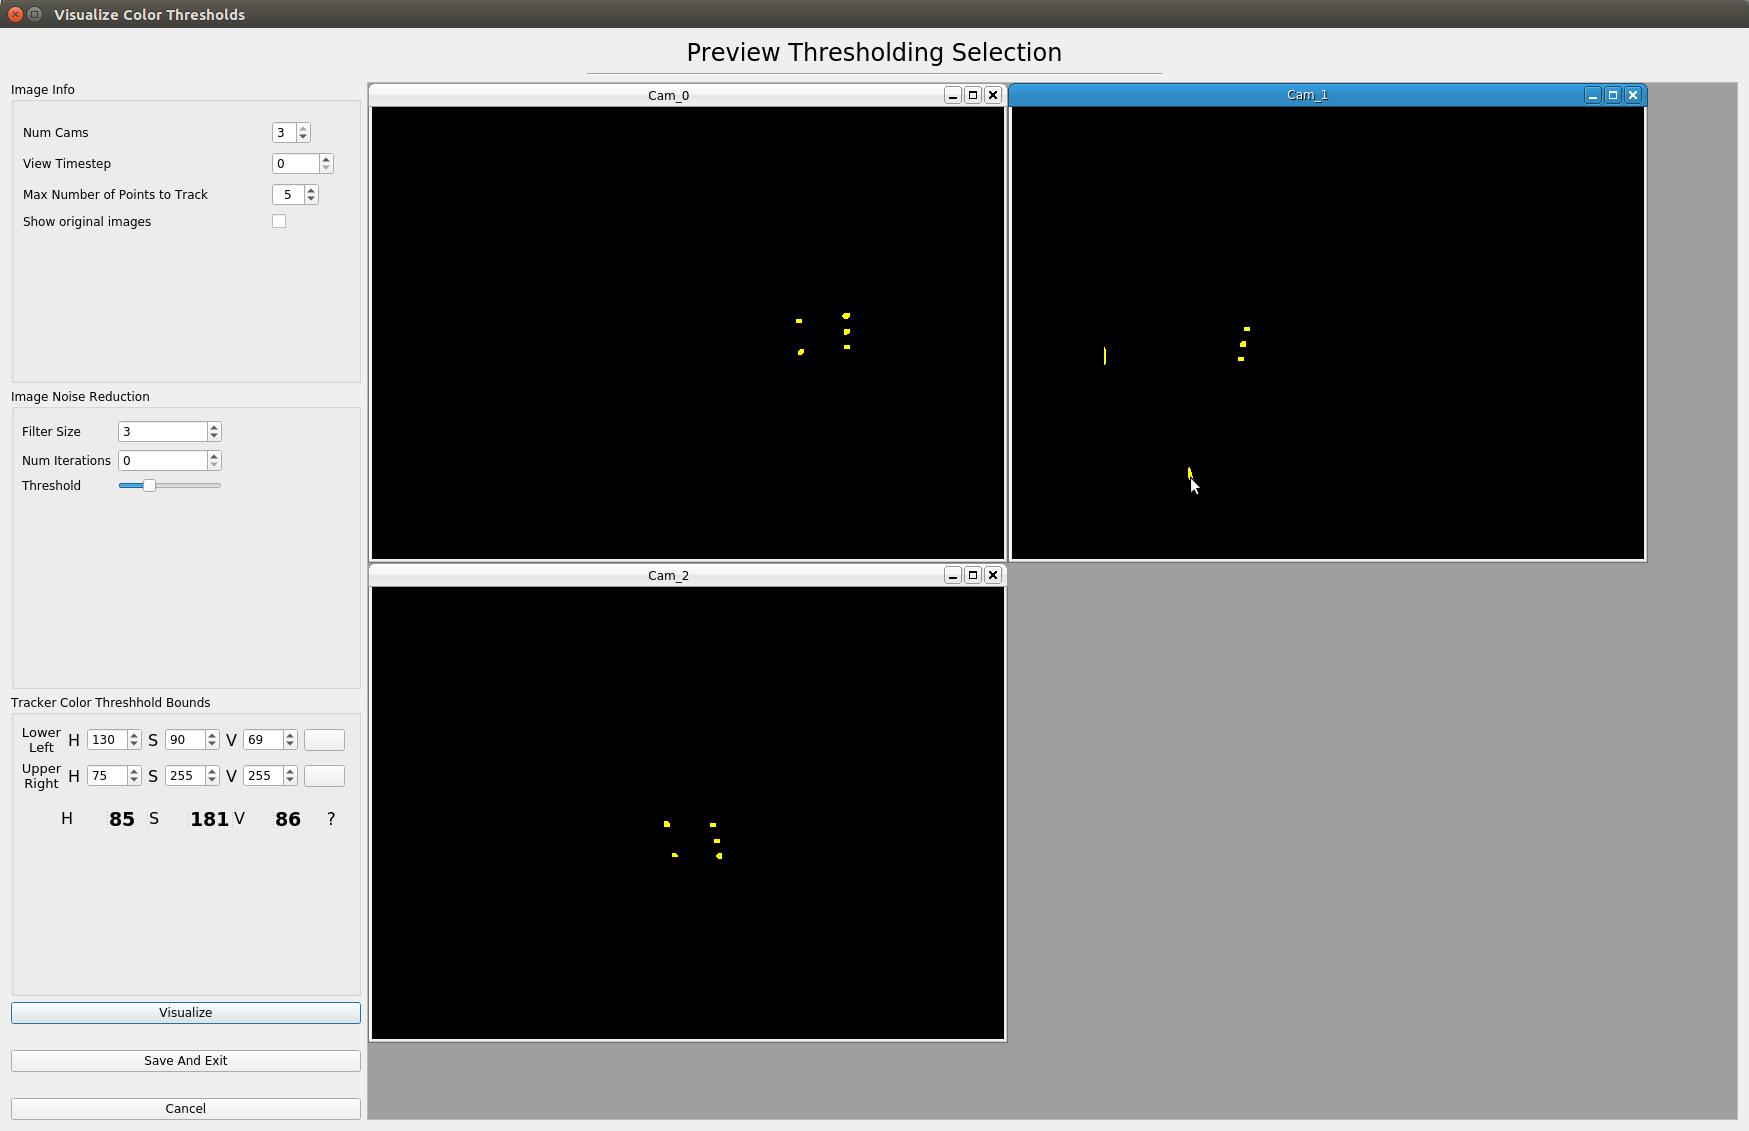 Visualize Color Thresholds
Preview Thresholding Selection
Image Info
Num Cams 3
View Timestep 0
Max Number of Points to Track 5
Show original images
Image Noise Reduction
Filter Size 3
Num Iterations 0
Threshold
Tracker Color Threshhold Bounds
Lower
Left H 130 S 90 V 69
Upper
Right H 75 S 255 V 255
H 85 S 181 V 86 ?
Visualize
Save And Exit
Cancel
Cam_0
Cam_1
Cam_2